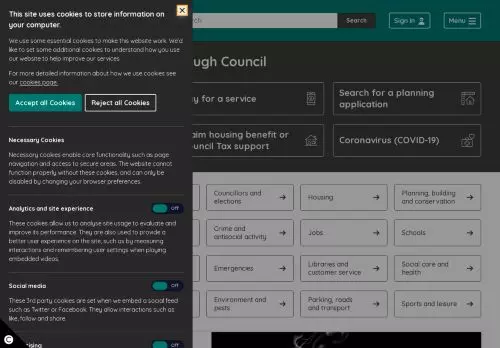 This site uses cookies to store information on
your computer.
We use some essential cookies to make this website work. We'd
like to set some additional cookies to understand how you use
our website to help improve our services
For more detailed information about how we use cookies see
our cookies page.
Accept all Cookies
Reject all Cookies
Necessary Cookies
Necessary cookies enable core functionality such as page
navigation and access to secure areas. The website cannot
function properly without these cookies, and can only be
disabled by changing your browser preferences.
Analytics and site experience
Off
These cookies allow us to analyse site usage to evaluate and
improve its performance. They are also used to provide a
better user experience on the site, such as by measuring
interactions and remembering user settings when playing
embedded videos.
Social media
Off
These 3rd party cookies are set when we embed a social feed
such as Twitter or Facebook. They allow interactions such as
like, follow and share.
ising
Off
rch
Search
Sign in
Menu
ugh Council
y for a service
Search for a planning
application
aim housing benefit or
ouncil Tax support
Coronavirus (COVID-19)
Councillors and
elections
Housing
Planning, building
and conservation
Crime and
antisocial activity
Jobs
Schools
Emergencies
Libraries and
customer service
Social care and
health
Environment and
pests
Parking, roads
and transport
Sports and leisure